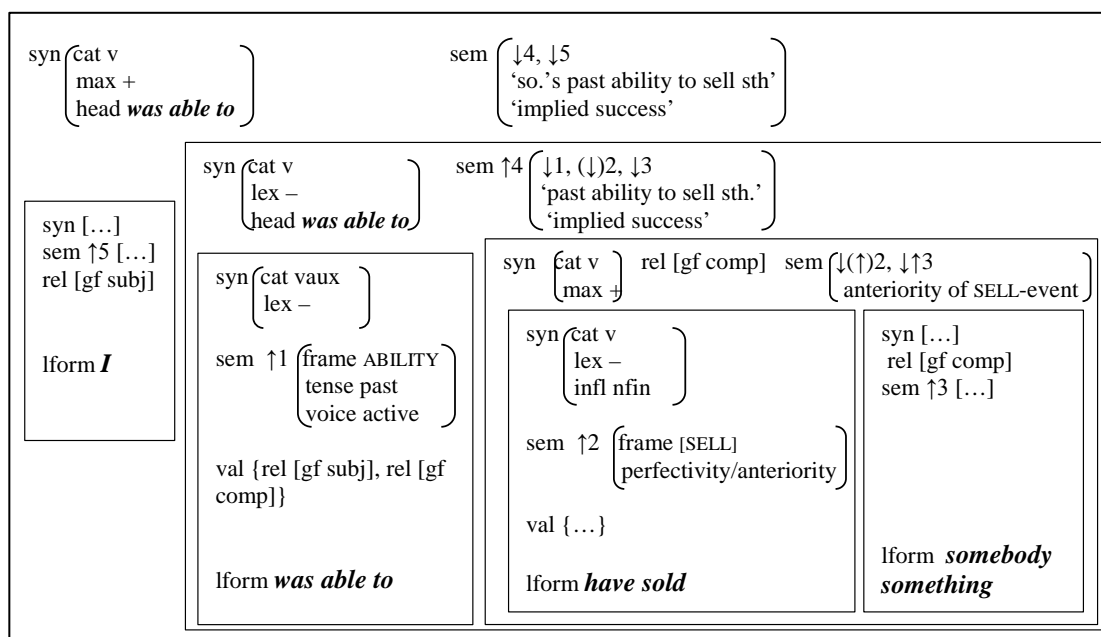 syn cat v
max +
head was able to
sem ↓4, ↓5
‘so.’s past ability to sell sth’
‘implied success’
syn cat v
lex –
head was able to
sem ↑4 ↓1, (↓)2, ↓3
‘past ability to sell sth.’
‘implied success’
syn […]
sem ↑5 […]
rel [gf subj]
lform I
syn cat vaux
lex –
sem ↑1 frame ABILITY
tense past
voice active
val {rel [gf subj], rel [gf
comp]}
lform was able to
syn cat v rel [gf comp] sem ↓(↑)2, ↓↑3
max + anteriority of SELL-event
syn cat v
lex –
infl nfin
sem ↑2 frame [SELL]
perfectivity/anteriority
val {…}
lform have sold
syn […]
rel [gf comp]
sem ↑3 […]
lform somebody
something